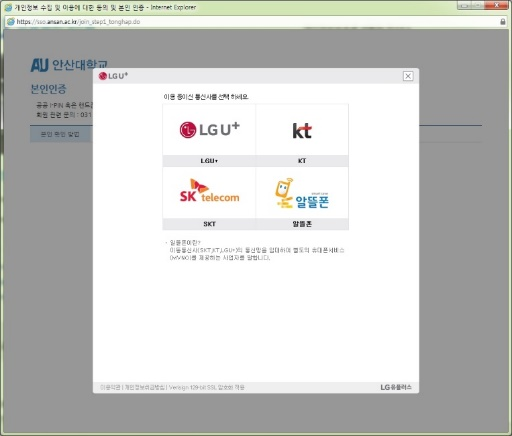 개인정보 수집 및 이용에 대한 동의 및 본인 인증 - Internet Explorer
https://sso.ansan.ac.kr/join_step1_tonghap.do
AU 안산대학교
본인인증
공공 I-PIN 혹은
회원 관련 문의 : 031
본인 확인 방법
LG U+
이용 중이신 통신사를 선택 하세요.
LG U+
kt
LGU+
KT
SK telecom
알뜰폰
SKT
알뜰폰
· 알뜰폰이란?
이동통신사(SKT,KT,LGU+)의 통신망을 임대하여 별도의 휴대폰서비스
(MVNO)를 제공하는 사업자를 말합니다.
이용약관 | 개인정보취급방침 | VeriSign 128-bit SSL 암호화 적용
LG유플러스